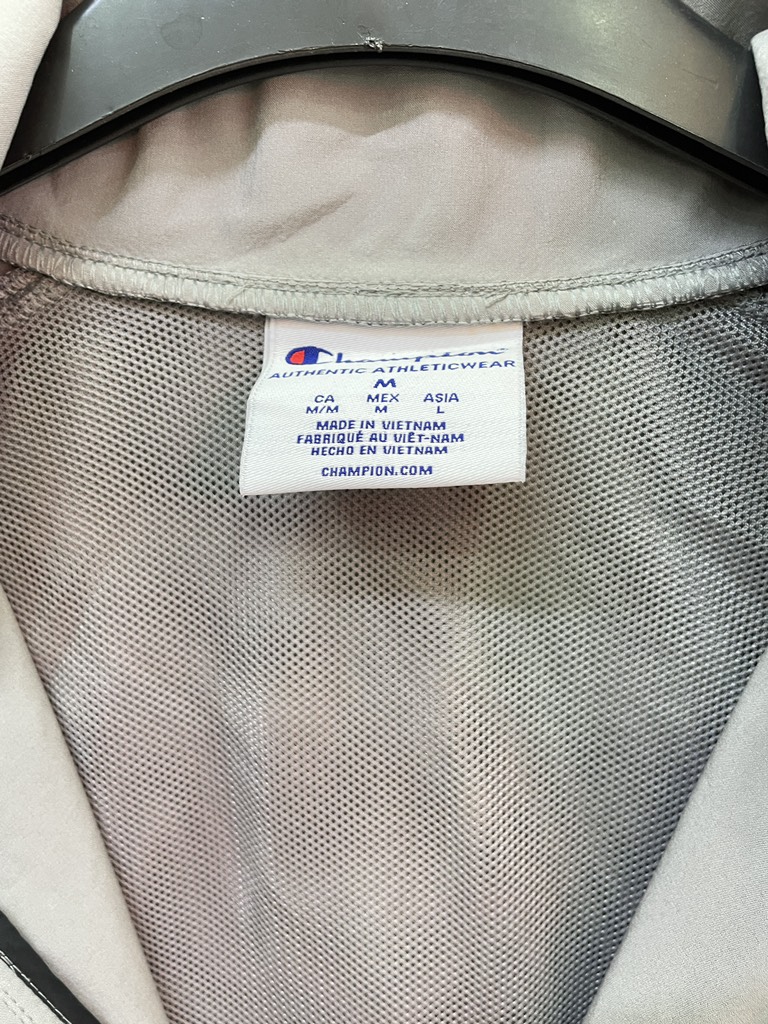 Champion
AUTHENTIC ATHLETICWEAR
M
CA MEX ASIA
M/M M L
MADE IN VIETNAM
FABRIQUÉ AU VIÊT-NAM
HECHO EN VIETNAM
CHAMPION.COM